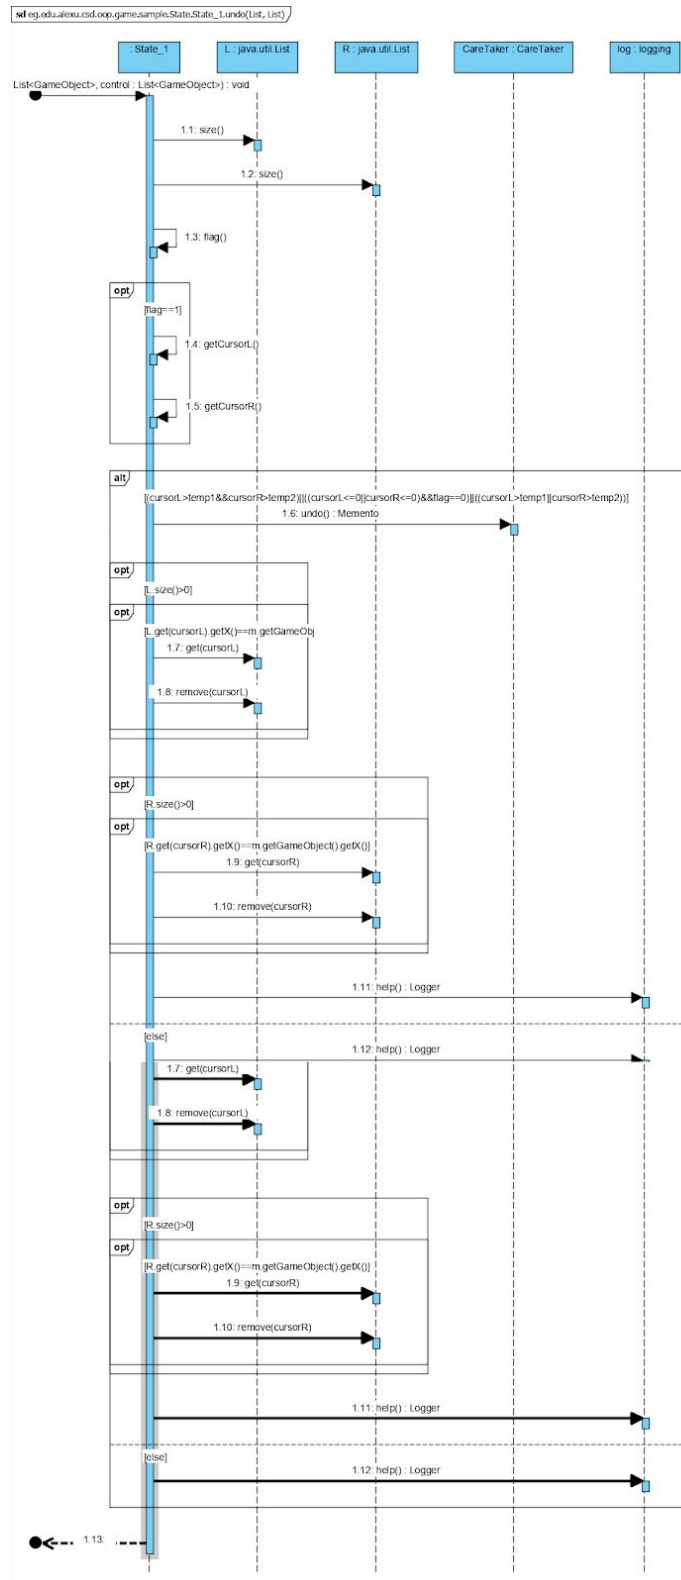 sd eg.edu.alexu.csd.oop.game.sample.State.State_1.undo(List, List)
: State_1
L : java.util.List
R : java.util.List
CareTaker : CareTaker
log : logging
List<GameObject>, control : List<GameObject>) : void
1.1: size()
1.2: size()
1.3: flag()
opt
[flag==1]
1.4: getCursorL()
1.5: getCursorR()
alt
[(cursorL>temp1&&cursorR>temp2)||((cursorL<=0||cursorR<=0)&&flag==0)||((cursorL>temp1||cursorR>temp2))]
1.6: undo() : Memento
opt
[L.size()>0]
opt
[L.get(cursorL).getX()==m.getGameObj
1.7: get(cursorL)
1.8: remove(cursorL)
opt
[R.size()>0]
opt
[R.get(cursorR).getX()==m.getGameObject().getX()]
1.9: get(cursorR)
1.10: remove(cursorR)
1.11: help() : Logger
[else]
1.12: help() : Logger
1.7: get(cursorL)
1.8: remove(cursorL)
opt
[R.size()>0]
opt
[R.get(cursorR).getX()==m.getGameObject().getX()]
1.9: get(cursorR)
1.10: remove(cursorR)
1.11: help() : Logger
[else]
1.12: help() : Logger
1.13: